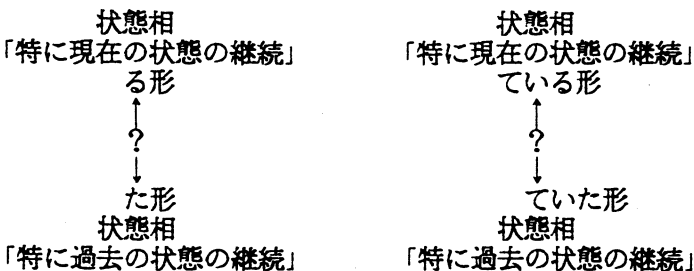 状態相 状態相
「特に現在の状態の継続」 「特に現在の状態の継続」
る形 ている形
? ?
た形 ていた形
状態相 状態相
「特に過去の状態の継続」 「特に過去の状態の継続」